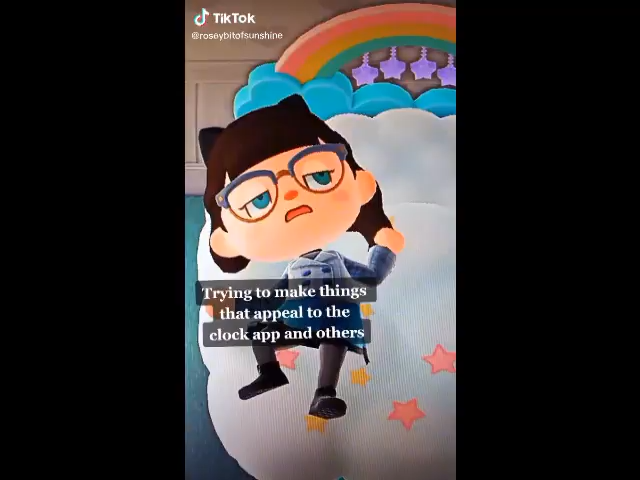 TikTok
@roseybitofsunshine
Trying to make things
that appeal to the
clock app and others